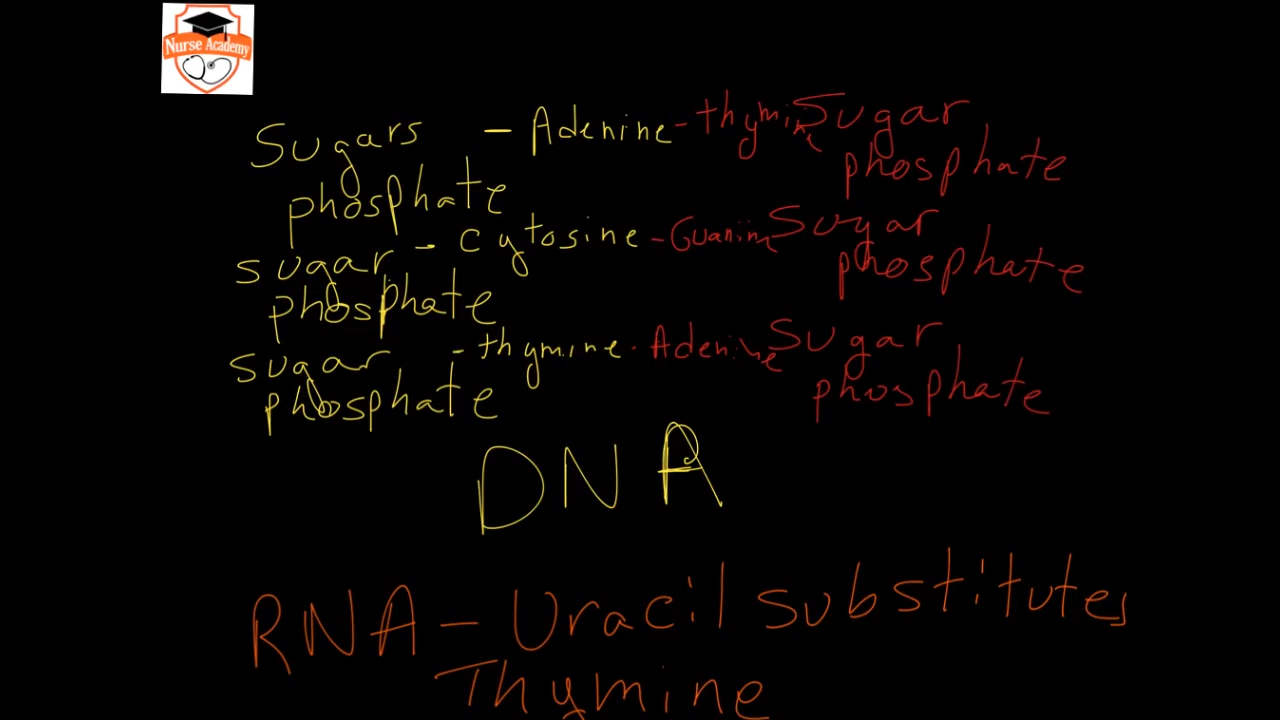 Nurse Academy
Sugars - Adenine - thymine Sugar
phosphate phosphate
sugar - cytosine - Guanine Sugar
phosphate phosphate
sugar - thymine - Adenine Sugar
phosphate phosphate
DNA
RNA - Uracil substitutes
Thymine